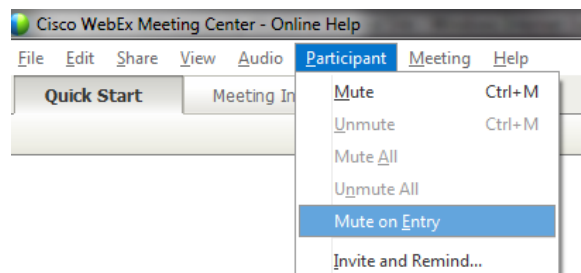 Cisco WebEx Meeting Center - Online Help
File Edit Share View Audio Participant Meeting Help
Quick Start Meeting In
Mute Ctrl+M
Unmute Ctrl+M
Mute All
Unmute All
Mute on Entry
Invite and Remind...